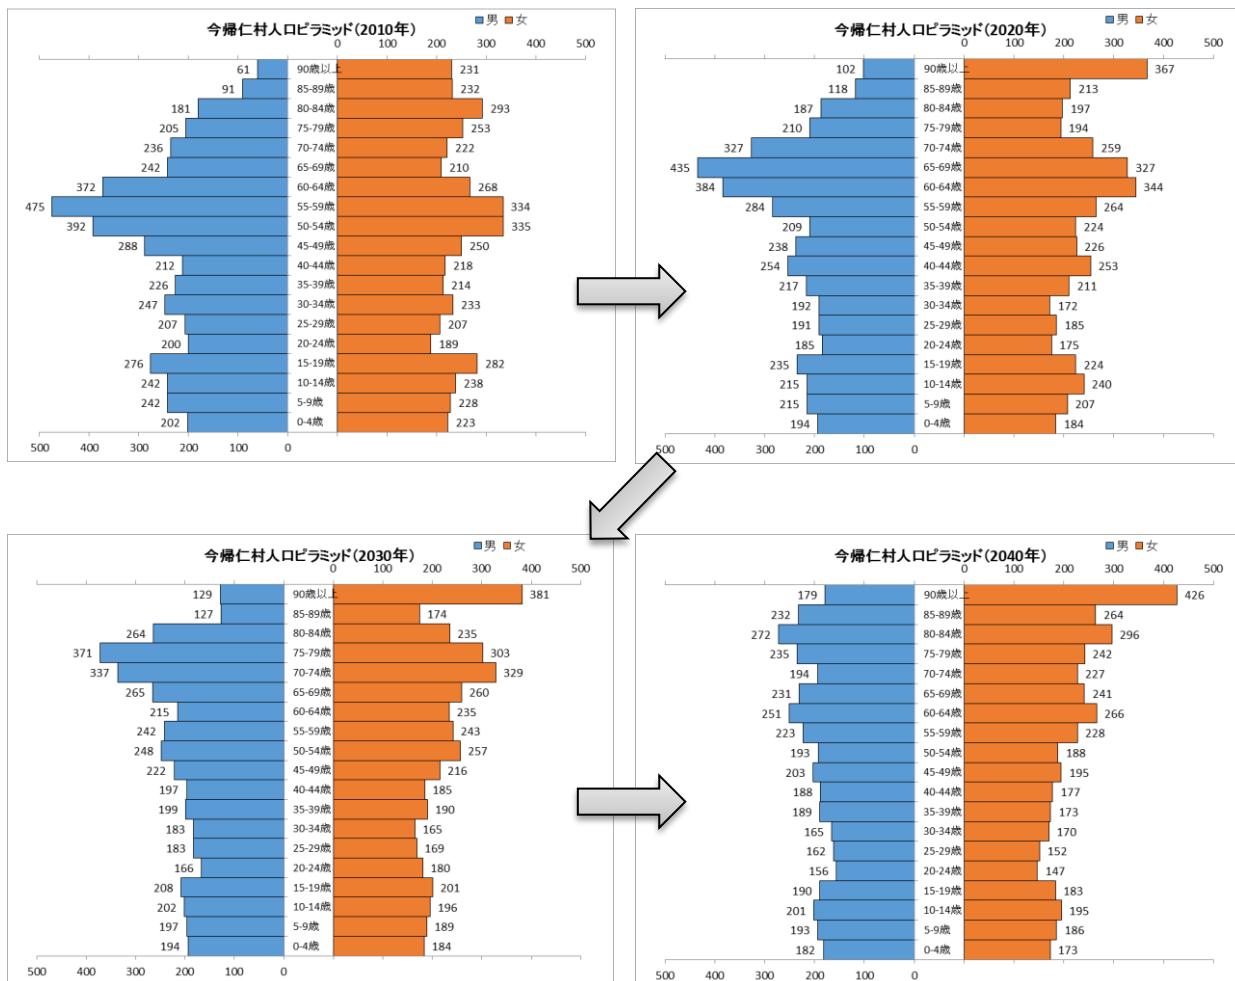 今帰仁村人口ピラミッド(2010年)
■男 ■女
0 100 200 300 400 500
61 90歳以上 231
91 85-89歳 232
181 80-84歳 293
205 75-79歳 253
236 70-74歳 222
242 65-69歳 210
372 60-64歳 268
475 55-59歳 334
392 50-54歳 335
288 45-49歳 250
212 40-44歳 218
226 35-39歳 214
247 30-34歳 233
207 25-29歳 207
200 20-24歳 189
276 15-19歳 282
242 10-14歳 238
242 5-9歳 228
202 0-4歳 223
500 400 300 200 100 0
今帰仁村人口ピラミッド(2020年)
■男 ■女
0 100 200 300 400 500
102 90歳以上 367
118 85-89歳 213
187 80-84歳 197
210 75-79歳 194
327 70-74歳 259
435 65-69歳 327
384 60-64歳 344
284 55-59歳 264
209 50-54歳 224
238 45-49歳 226
254 40-44歳 253
217 35-39歳 211
192 30-34歳 172
191 25-29歳 185
185 20-24歳 175
235 15-19歳 224
215 10-14歳 240
215 5-9歳 207
194 0-4歳 184
500 400 300 200 100 0
今帰仁村人口ピラミッド(2030年)
■男 ■女
0 100 200 300 400 500
129 90歳以上 381
127 85-89歳 174
264 80-84歳 235
371 75-79歳 303
337 70-74歳 329
265 65-69歳 260
215 60-64歳 235
242 55-59歳 243
248 50-54歳 257
222 45-49歳 216
197 40-44歳 185
199 35-39歳 190
183 30-34歳 165
183 25-29歳 169
166 20-24歳 180
208 15-19歳 201
202 10-14歳 196
197 5-9歳 189
194 0-4歳 184
500 400 300 200 100 0
今帰仁村人口ピラミッド(2040年)
■男 ■女
0 100 200 300 400 500
179 90歳以上 426
232 85-89歳 264
272 80-84歳 296
235 75-79歳 242
194 70-74歳 227
231 65-69歳 241
251 60-64歳 266
223 55-59歳 228
193 50-54歳 188
203 45-49歳 195
188 40-44歳 177
189 35-39歳 173
165 30-34歳 170
162 25-29歳 152
156 20-24歳 147
190 15-19歳 183
201 10-14歳 195
193 5-9歳 186
182 0-4歳 173
500 400 300 200 100 0